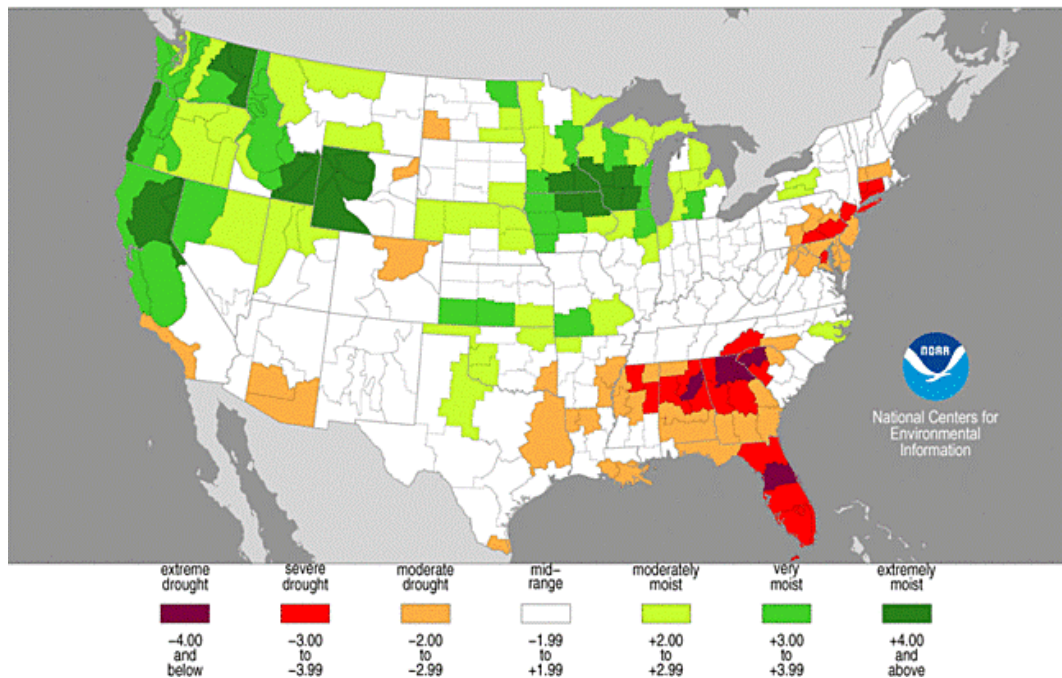 NOAA
National Centers for
Environmental
Information
extreme drought
severe drought
moderate drought
mid-range
moderately moist
very moist
extremely moist
−4.00 and below
−3.00 to −3.99
−2.00 to −2.99
−1.99 to +1.99
+2.00 to +2.99
+3.00 to +3.99
+4.00 and above